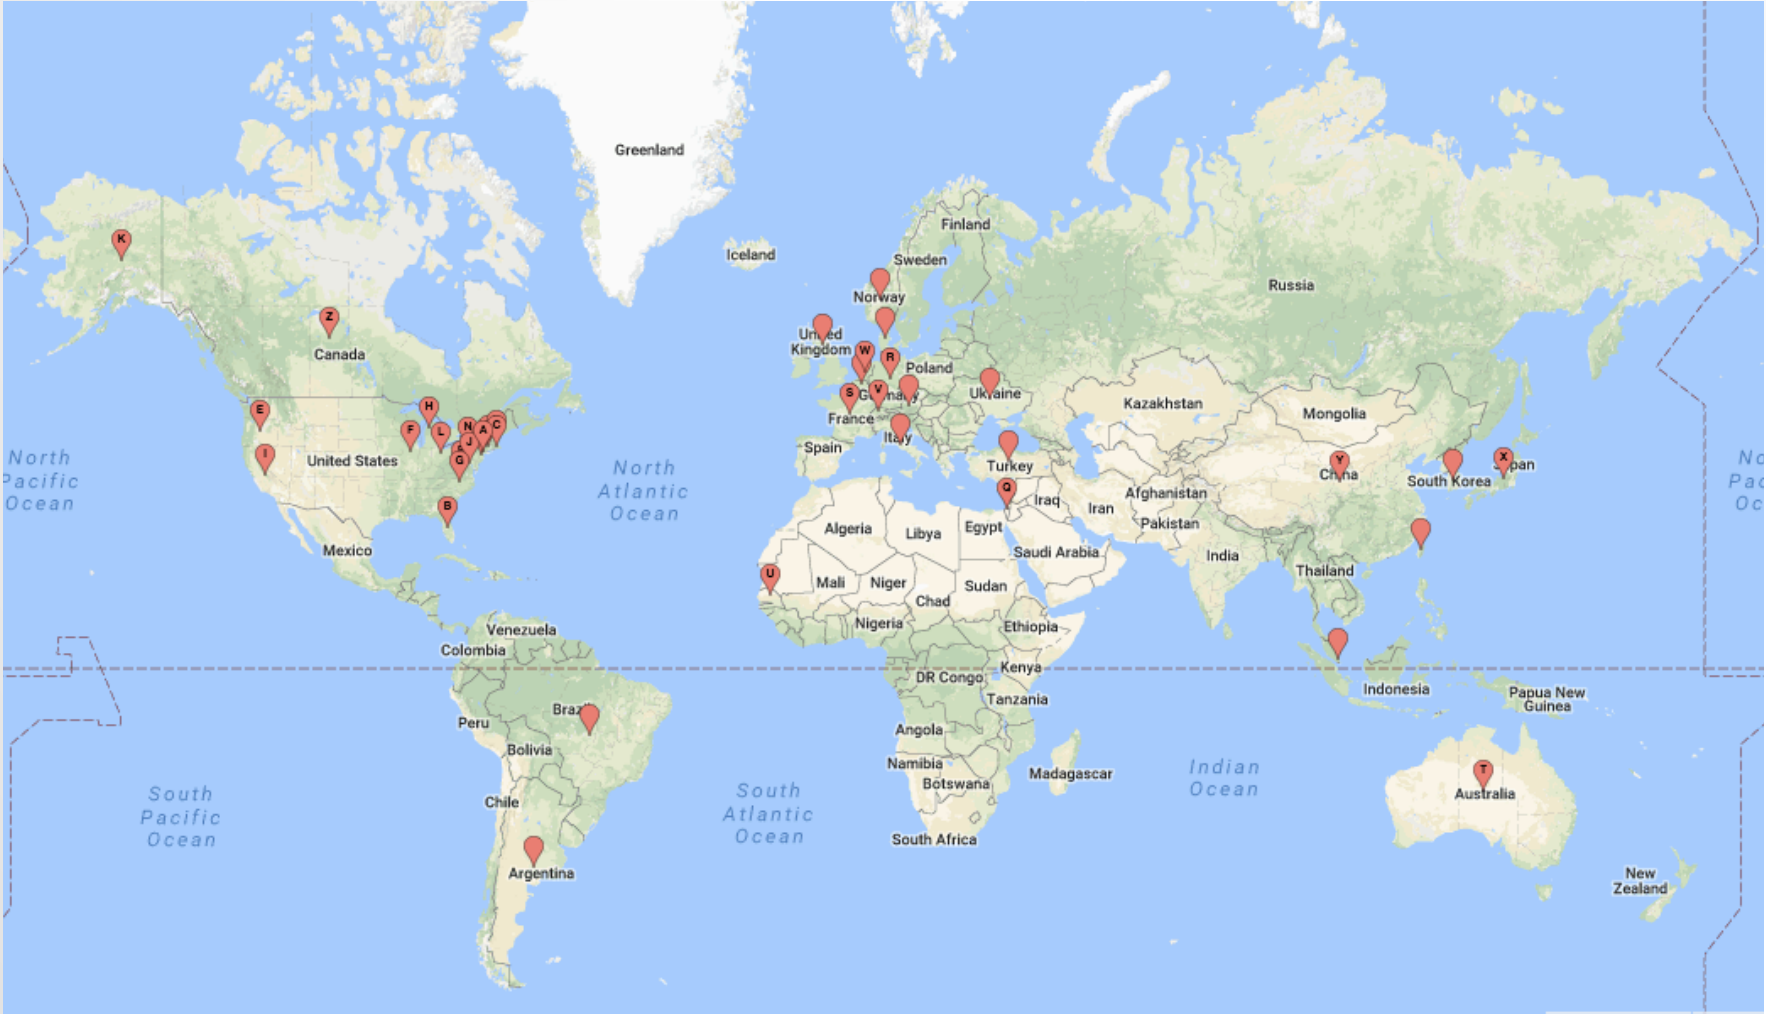 Greenland
Iceland
Finland
Sweden
Norway
Russia
K
Z
Canada
United
Kingdom
W
R
Poland
S
V
Germany
Ukraine
France
Italy
Spain
Turkey
Kazakhstan
Mongolia
E
H
F
L
N
A
C
J
G
I
B
United States
Mexico
North
Pacific
Ocean
North
Atlantic
Ocean
Q
Iraq
Iran
Afghanistan
Pakistan
Y
China
South Korea
X
Japan
No
Pac
Oc
Algeria
Libya
Egypt
Saudi Arabia
India
Thailand
U
Mali
Niger
Chad
Sudan
Nigeria
Ethiopia
Venezuela
Colombia
DR Congo
Kenya
Tanzania
Indonesia
Papua New
Guinea
Peru
Brazil
Bolivia
Angola
Namibia
Botswana
Madagascar
South Africa
Chile
Argentina
South
Pacific
Ocean
South
Atlantic
Ocean
Indian
Ocean
T
Australia
New
Zealand